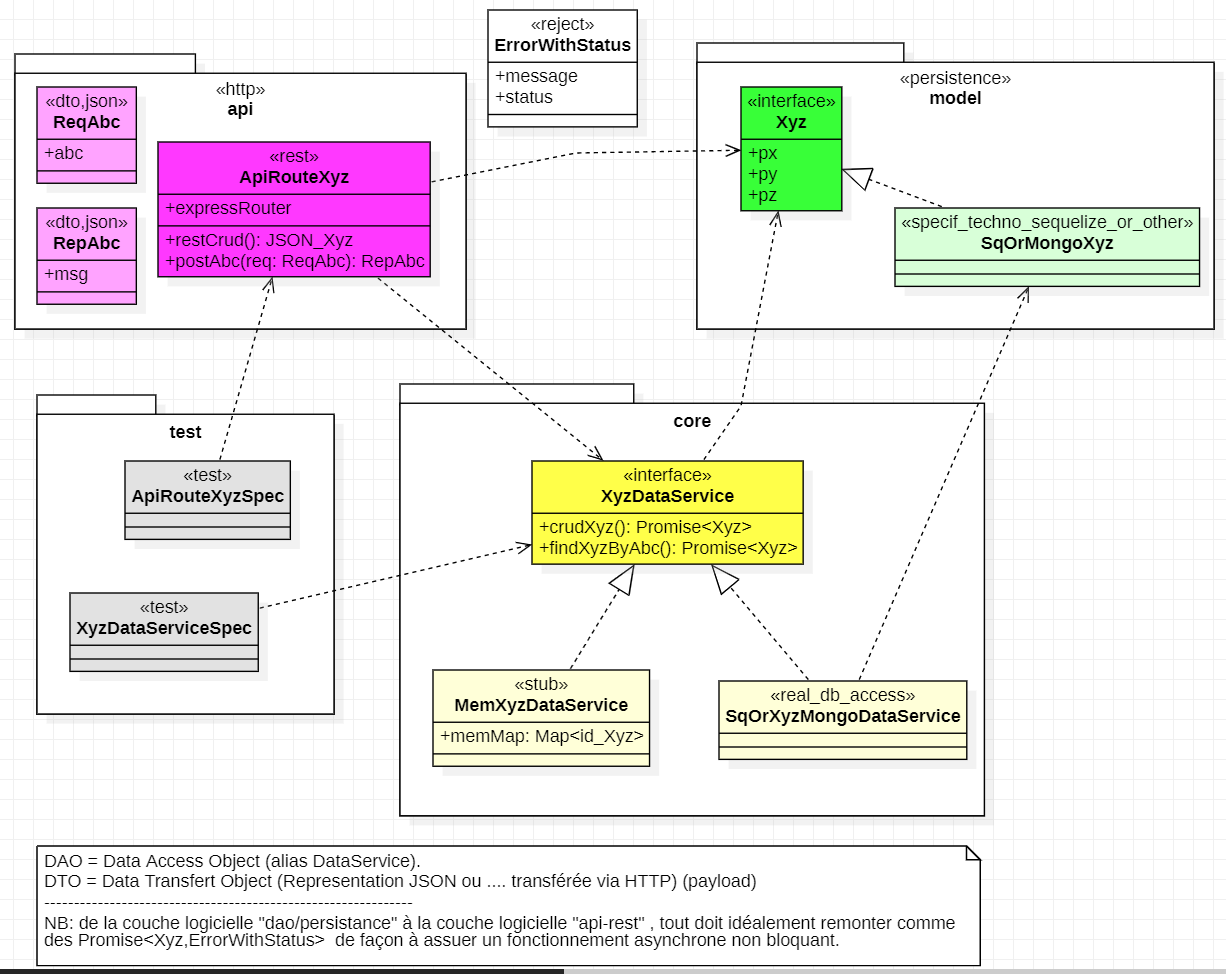 «reject»
ErrorWithStatus
+message
+status
«http»
api
«dto,json»
ReqAbc
+abc
«dto,json»
RepAbc
+msg
«rest»
ApiRouteXyz
+expressRouter
+restCrud(): JSON_Xyz
+postAbc(req: ReqAbc): RepAbc
«persistence»
model
«interface»
Xyz
+px
+py
+pz
«specif_techno_sequelize_or_other»
SqOrMongoXyz
test
«test»
ApiRouteXyzSpec
«test»
XyzDataServiceSpec
core
«interface»
XyzDataService
+crudXyz(): Promise<Xyz>
+findXyzByAbc(): Promise<Xyz>
«stub»
MemXyzDataService
+memMap: Map<id_Xyz>
«real_db_access»
SqOrXyzMongoDataService
DAO = Data Access Object (alias DataService).
DTO = Data Transfert Object (Representation JSON ou .... transférée via HTTP) (payload)
--------------------------------------------------------------
NB: de la couche logicielle "dao/persistance" à la couche logicielle "api-rest" , tout doit idéalement remonter comme
des Promise<Xyz,ErrorWithStatus>  de façon à assuer un fonctionnement asynchrone non bloquant.